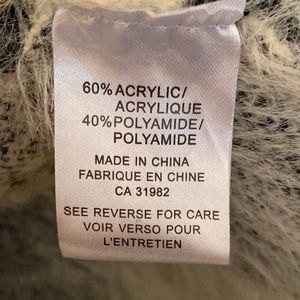 60% ACRYLIC/
ACRYLIQUE
40% POLYAMIDE/
POLYAMIDE
MADE IN CHINA
FABRIQUE EN CHINE
CA 31982
SEE REVERSE FOR CARE
VOIR VERSO POUR
L'ENTRETIEN